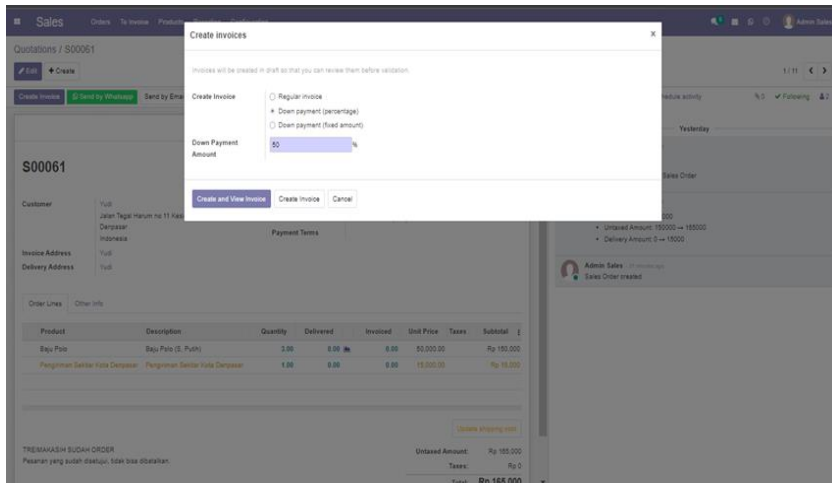 Sales
Orders To Invoice Products
Admin Sales
Create invoices
x
Quotations / S00061
Edit + Create
1 / 11
Invoices will be created in draft so that you can review them before validation.
Create Invoice Send by Whatsapp Send by Ema
Schedule activity
Following 2
Create Invoice
Regular invoice
Down payment (percentage)
Down payment (fixed amount)
Down Payment Amount
50 %
Create and View Invoice Create Invoice Cancel
Yesterday
Sales Order
Untaxed Amount: 150000 → 165000
Delivery Amount: 0 → 15000
Admin Sales
Sales Order created
S00061
Customer
Yudi
Jalan Tegal Harum no 11
Denpasar
Indonesia
Payment Terms
Invoice Address Yudi
Delivery Address Yudi
Order Lines Other Info
Product Description Quantity Delivered Invoiced Unit Price Taxes Subtotal
Baju Polo Baju Polo (S, Putih) 3.00 0.00 0.00 50,000.00 Rp 150,000
Pengiriman Sekitar Kota Denpasar Pengiriman Sekitar Kota Denpasar 1.00 0.00 0.00 15,000.00 Rp 15,000
Update shipping cost
TREIMAKASIH SUDAH ORDER
Pesanan yang sudah disetujui, tidak bisa dibatalkan.
Untaxed Amount: Rp 165,000
Taxes: Rp 0
Total: Rp 165,000